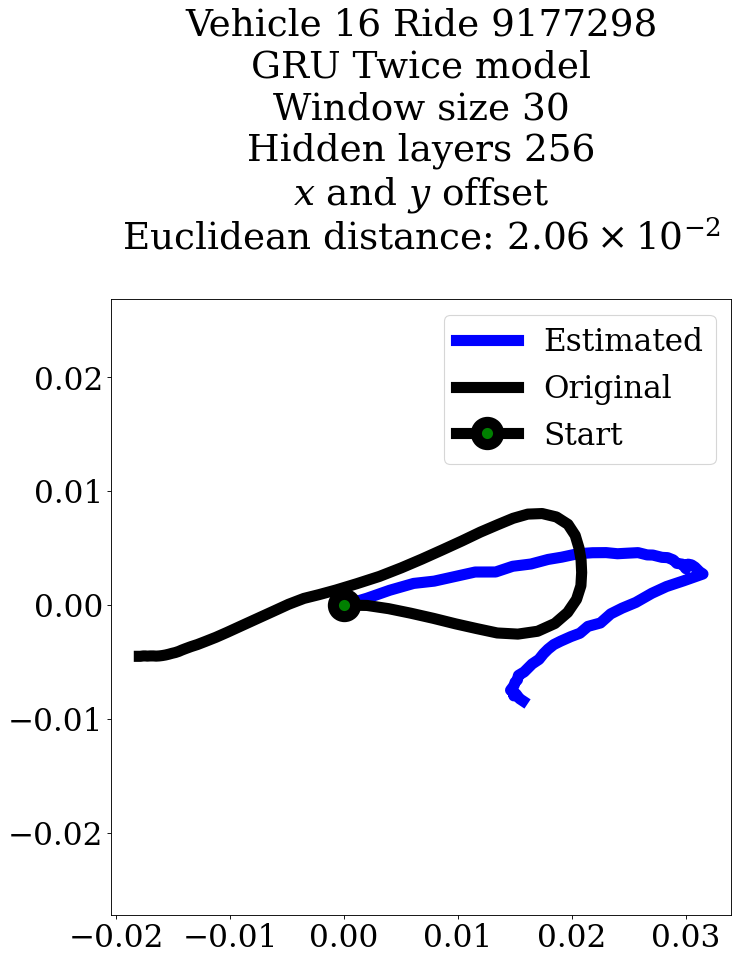 Vehicle 16 Ride 9177298
GRU Twice model
Window size 30
Hidden layers 256
x and y offset
Euclidean distance: 2.06 × 10⁻²
Estimated
Original
Start
0.02
0.01
0.00
−0.01
−0.02
−0.02 −0.01 0.00 0.01 0.02 0.03